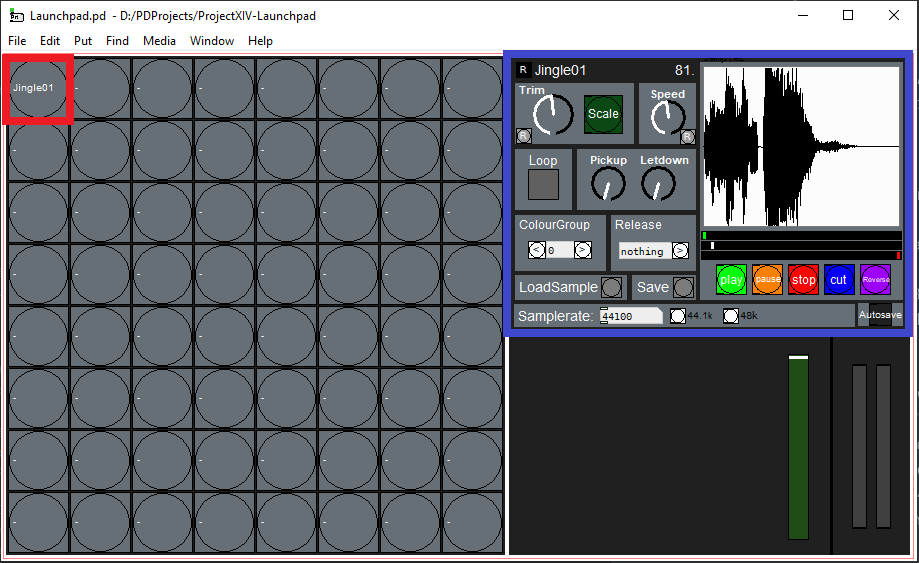 Launchpad.pd - D:/PDProjects/ProjectXIV-Launchpad
File Edit Put Find Media Window Help
Jingle01
R Jingle01 81.
Trim Speed
Scale
R R
Loop Pickup Letdown
ColourGroup Release
< 0 > nothing >
play pause stop cut Reverse
LoadSample Save
Samplerate: 44100 44.1k 48k Autosave